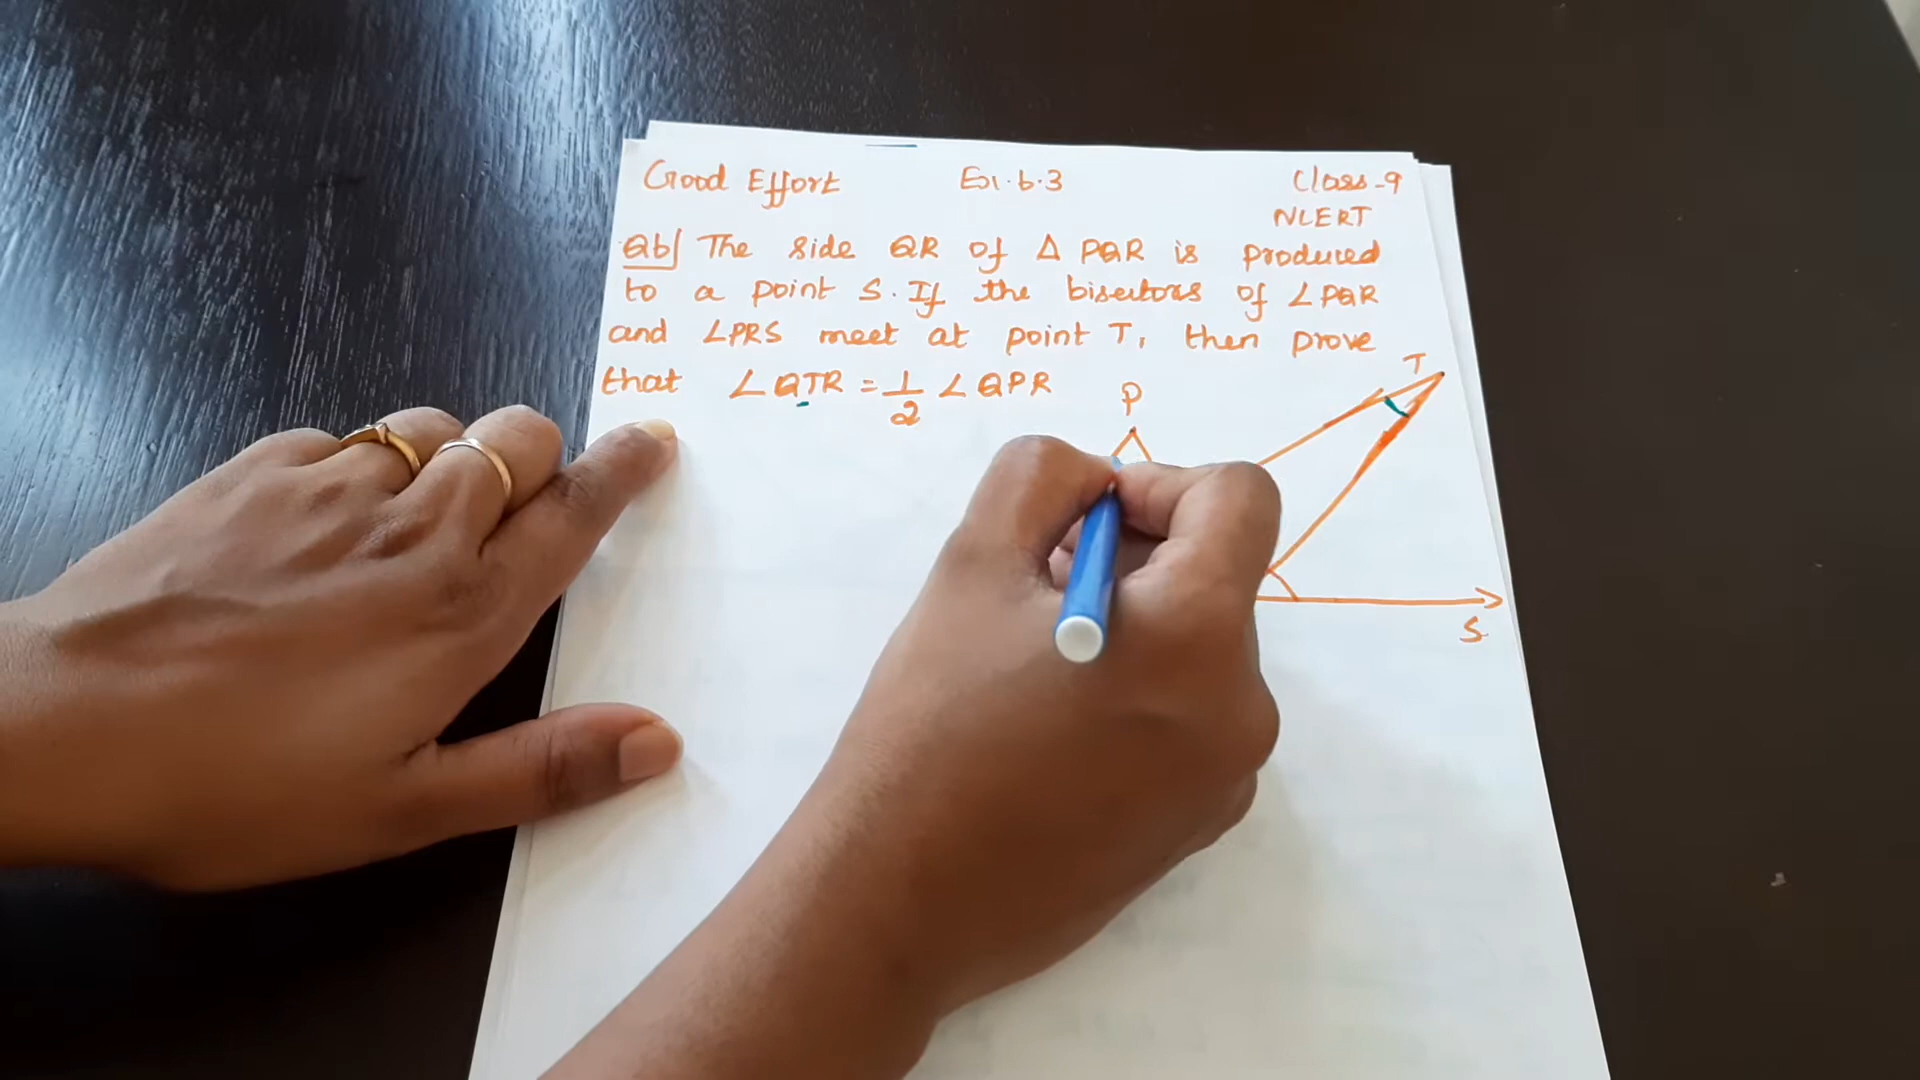 Good Effort Ex.6.3 Class-9
NCERT
Q6 The side QR of Δ PQR is produced
to a point S. If the bisectors of ∠PQR
and ∠PRS meet at point T, then prove
that ∠QTR = 1/2 ∠QPR
T
P
S